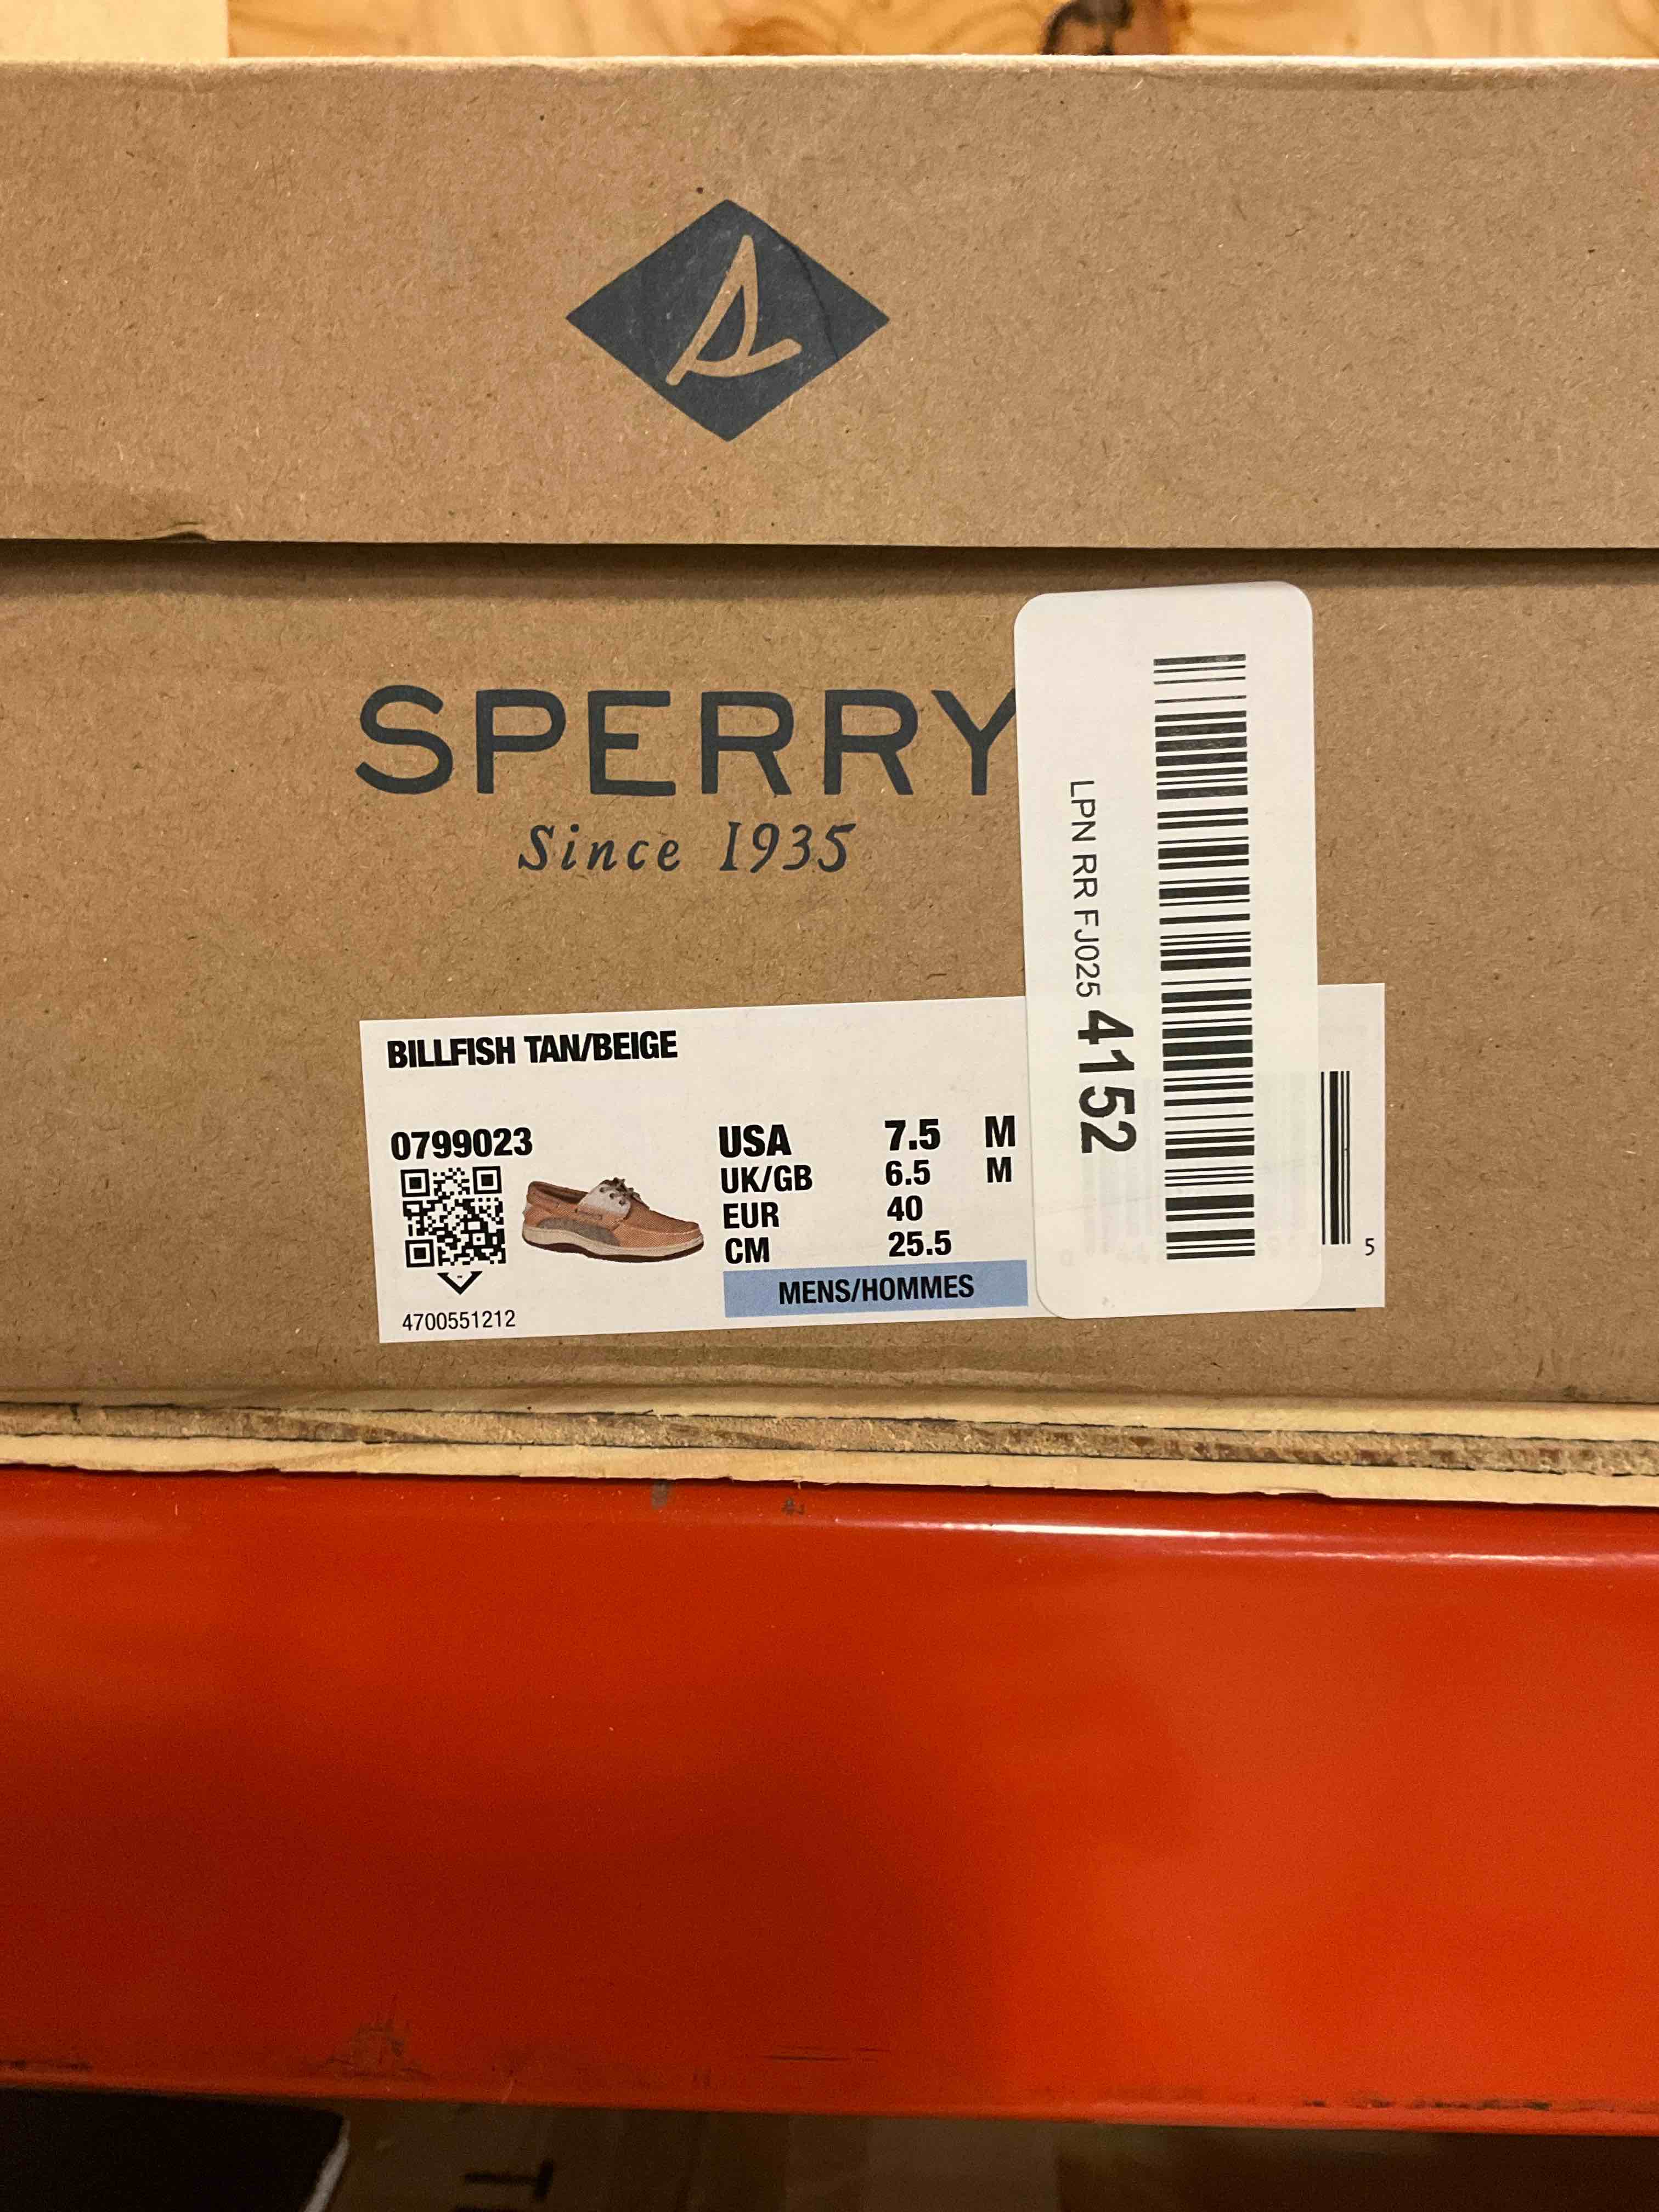 SPERRY
Since 1935
LPN RR FJ025 4152
BILLFISH TAN/BEIGE
0799023
USA 7.5 M
UK/GB 6.5 M
EUR 40
CM 25.5
MENS/HOMMES
4700551212
5